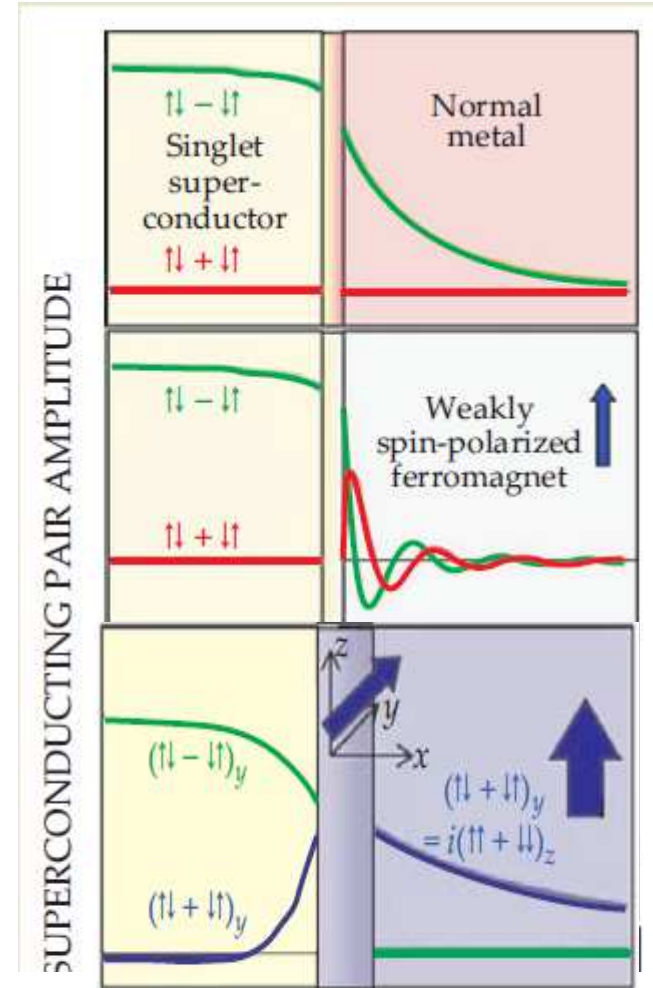 SUPERCONDUCTING PAIR AMPLITUDE
↑↓ − ↓↑
Singlet
super-
conductor
↑↓ + ↓↑
Normal
metal
↑↓ − ↓↑
↑↓ + ↓↑
Weakly
spin-polarized
ferromagnet
(↑↓ − ↓↑)y
(↑↓ + ↓↑)y
z
y
x
(↑↓ + ↓↑)y
= i(↑↑ + ↓↓)z